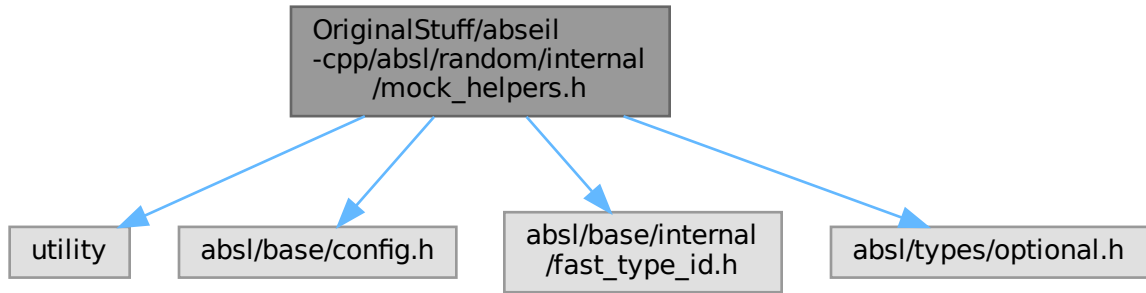 OriginalStuff/abseil
-cpp/absl/random/internal
/mock_helpers.h
utility
absl/base/config.h
absl/base/internal
/fast_type_id.h
absl/types/optional.h